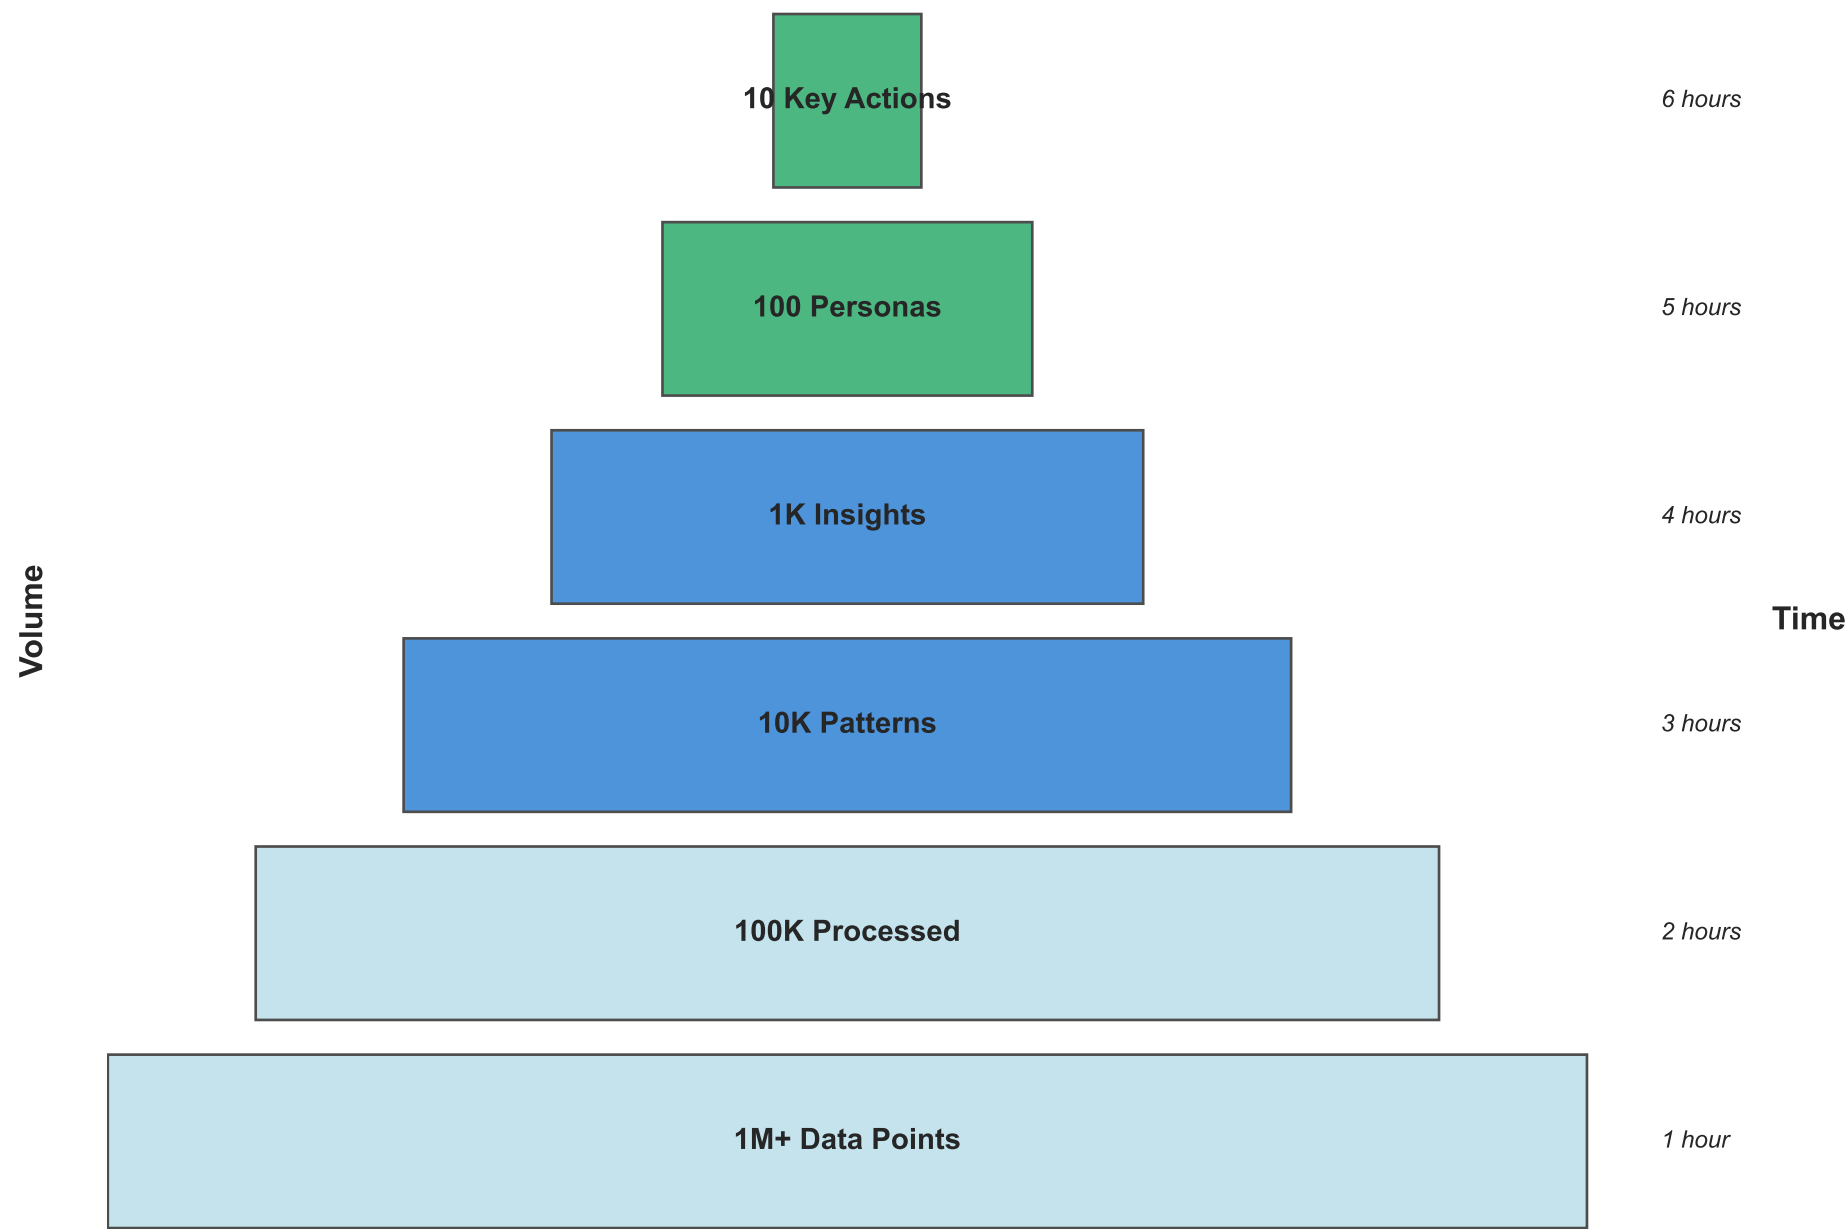 10 Key Actions
6 hours
100 Personas
5 hours
1K Insights
4 hours
Volume
Time
10K Patterns
3 hours
100K Processed
2 hours
1M+ Data Points
1 hour